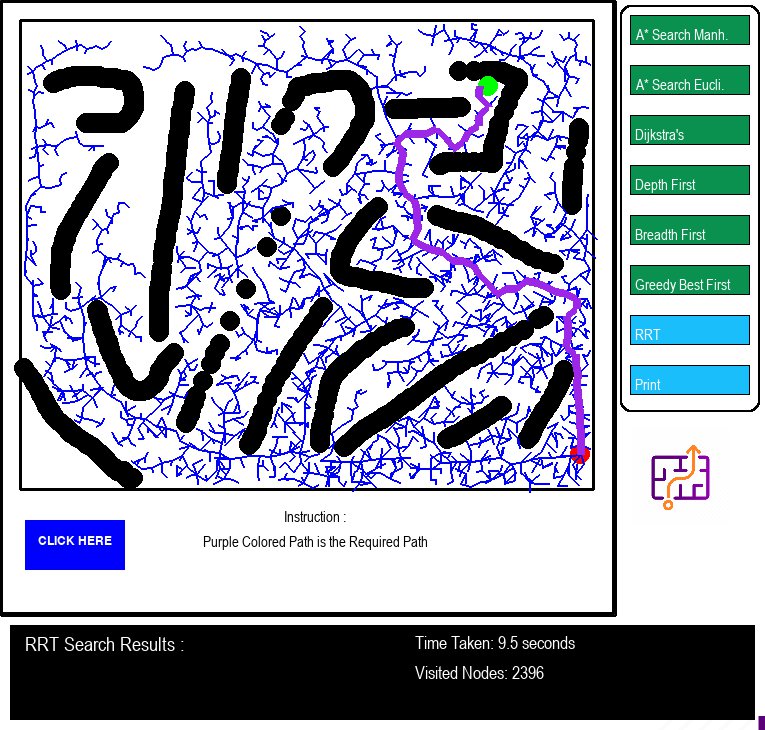 A* Search Manh.
A* Search Eucli.
Dijkstra's
Depth First
Breadth First
Greedy Best First
RRT
Print
Instruction :
CLICK HERE
Purple Colored Path is the Required Path
RRT Search Results :
Time Taken: 9.5 seconds
Visited Nodes: 2396